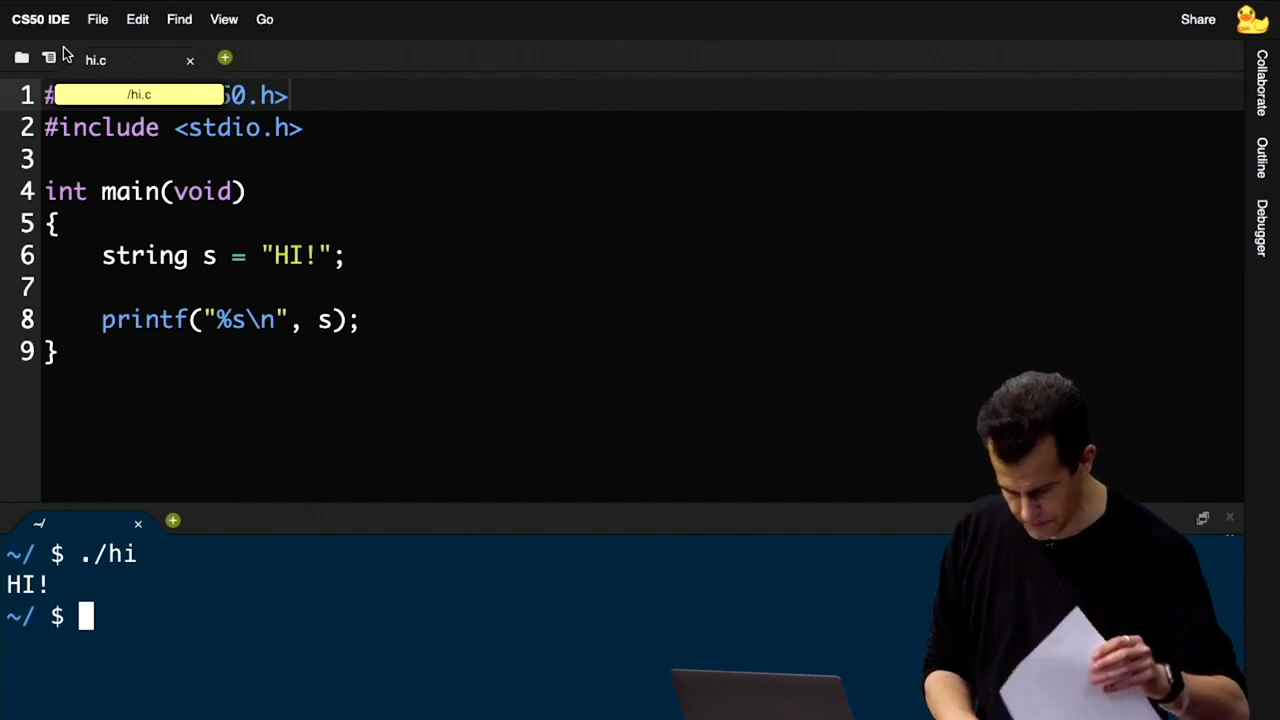 CS50 IDE File Edit Find View Go Share
hi.c
/hi.c
1 # 50.h>
2 #include <stdio.h>
3
4 int main(void)
5 {
6 string s = "HI!";
7
8 printf("%s\n", s);
9 }
Collaborate
Outline
Debugger
~/
~/ $ ./hi
HI!
~/ $